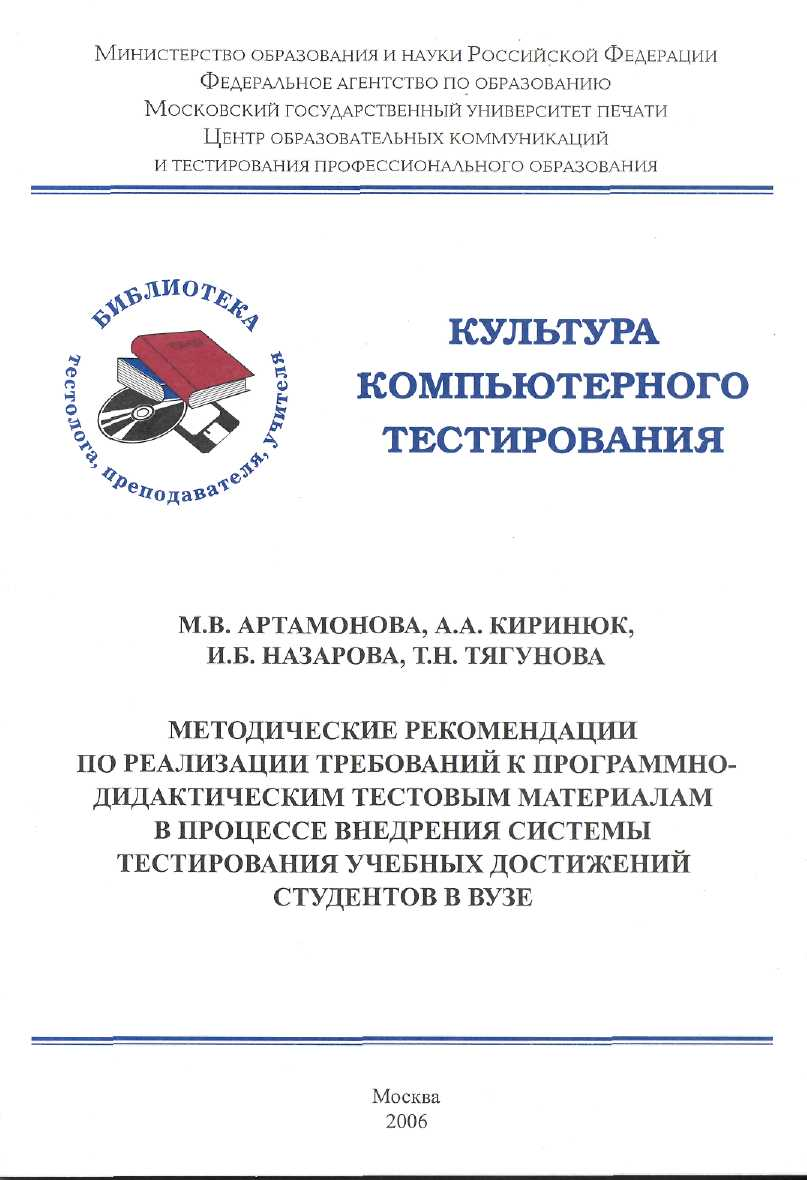 Министерство образования и науки Российской Федерации
Федеральное агентство по образованию
Московский государственный университет печати
Центр образовательных коммуникаций
и тестирования профессионального образования
БИБЛИОТЕКА
тестолога, преподавателя, учителя
КУЛЬТУРА
КОМПЬЮТЕРНОГО
ТЕСТИРОВАНИЯ
М.В. АРТАМОНОВА, А.А. КИРИНЮК,
И.Б. НАЗАРОВА, Т.Н. ТЯГУНОВА
МЕТОДИЧЕСКИЕ РЕКОМЕНДАЦИИ
ПО РЕАЛИЗАЦИИ ТРЕБОВАНИЙ К ПРОГРАММНО-
ДИДАКТИЧЕСКИМ ТЕСТОВЫМ МАТЕРИАЛАМ
В ПРОЦЕССЕ ВНЕДРЕНИЯ СИСТЕМЫ
ТЕСТИРОВАНИЯ УЧЕБНЫХ ДОСТИЖЕНИЙ
СТУДЕНТОВ В ВУЗЕ
Москва
2006